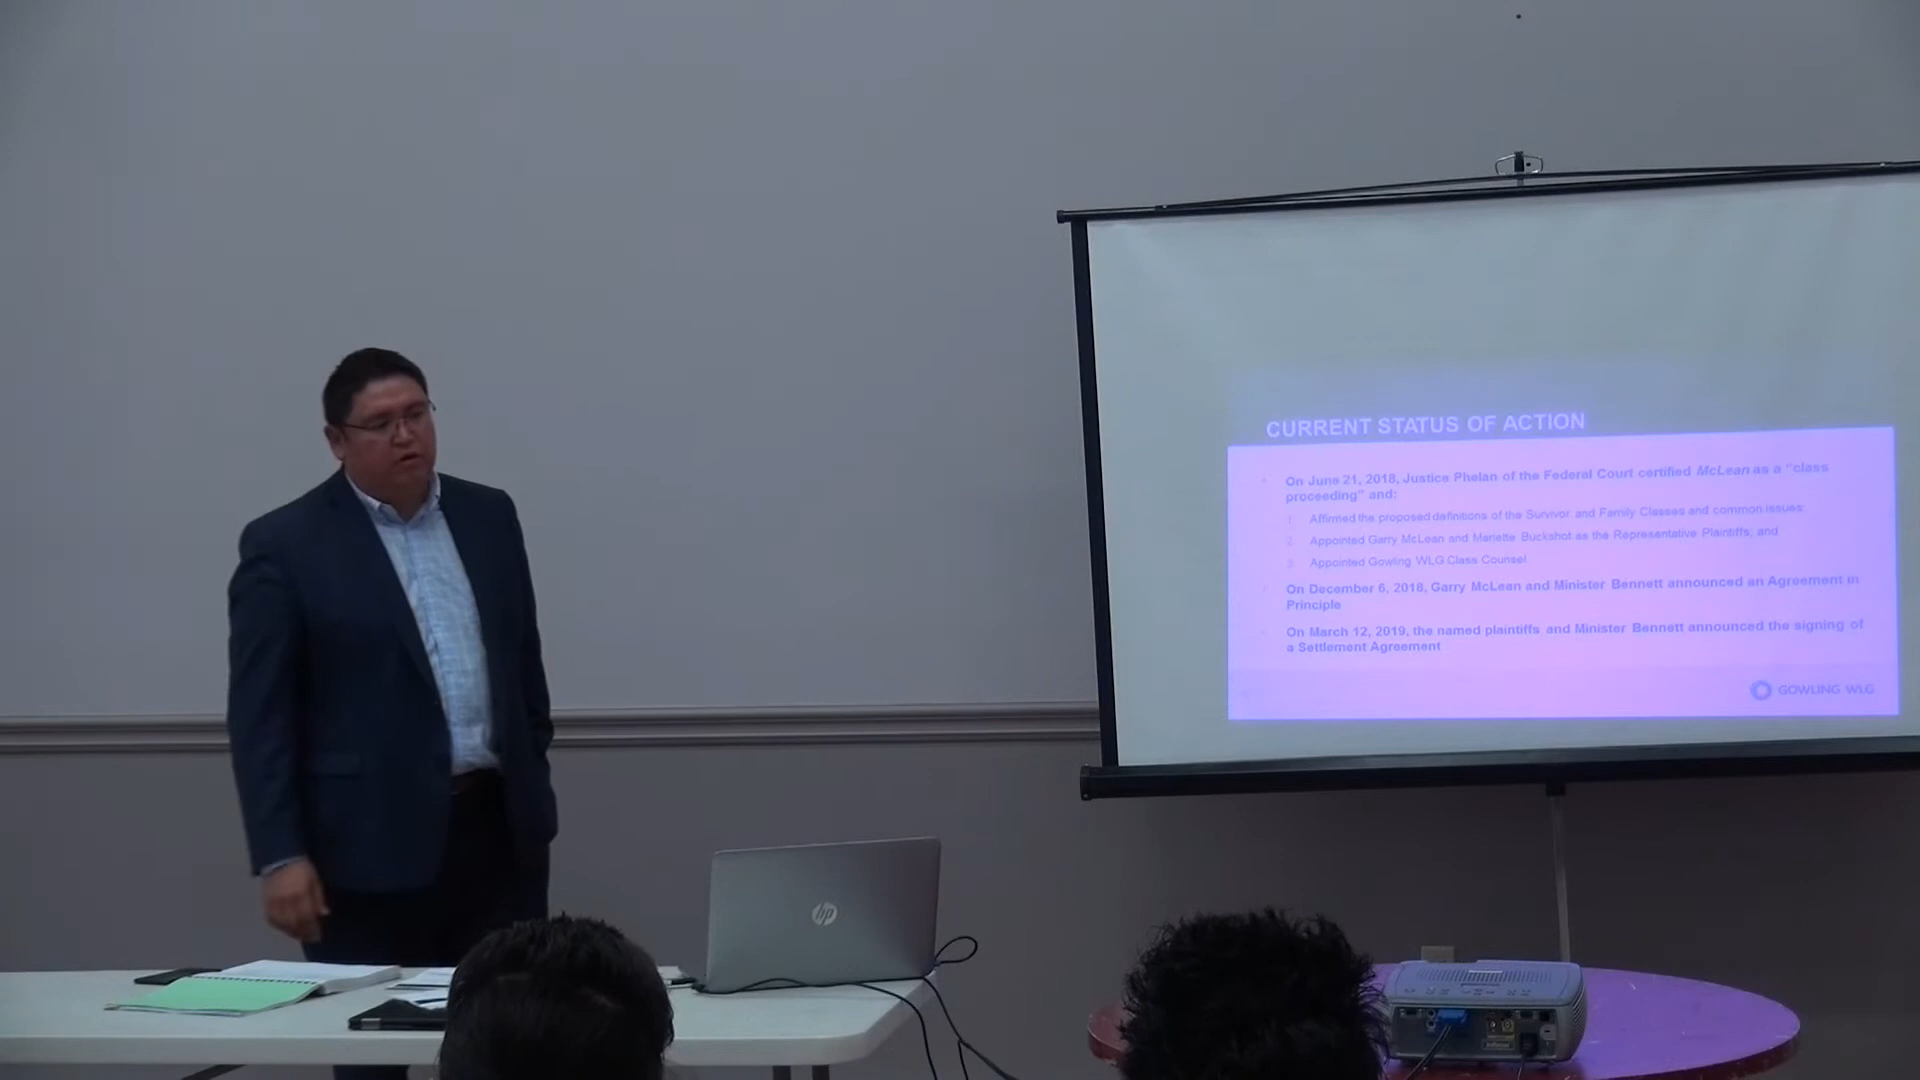 CURRENT STATUS OF ACTION
On June 21, 2018, Justice Phelan of the Federal Court certified McLean as a "class
proceeding" and:
1. Affirmed the proposed definitions of the Survivor and Family Classes and common issues;
2. Appointed Garry McLean and Mariette Buckshot as the Representative Plaintiffs; and
3. Appointed Gowling WLG Class Counsel.
On December 6, 2018, Garry McLean and Minister Bennett announced an Agreement in
Principle
On March 12, 2019, the named plaintiffs and Minister Bennett announced the signing of
a Settlement Agreement
GOWLING WLG
hp